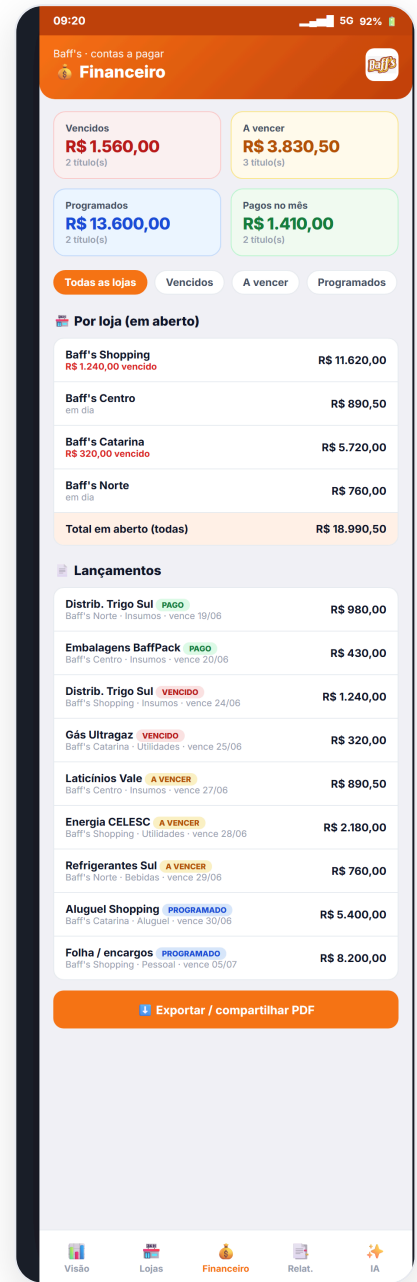 09:20
5G 92%
Baff's · contas a pagar
Financeiro
Baff's
Vencidos
R$ 1.560,00
2 título(s)
A vencer
R$ 3.830,50
3 título(s)
Programados
R$ 13.600,00
2 título(s)
Pagos no mês
R$ 1.410,00
2 título(s)
Todas as lojas
Vencidos
A vencer
Programados
Por loja (em aberto)
Baff's Shopping
R$ 1.240,00 vencido
R$ 11.620,00
Baff's Centro
em dia
R$ 890,50
Baff's Catarina
R$ 320,00 vencido
R$ 5.720,00
Baff's Norte
em dia
R$ 760,00
Total em aberto (todas)
R$ 18.990,50
Lançamentos
Distrib. Trigo Sul PAGO
Baff's Norte · Insumos · vence 19/06
R$ 980,00
Embalagens BaffPack PAGO
Baff's Centro · Insumos · vence 20/06
R$ 430,00
Distrib. Trigo Sul VENCIDO
Baff's Shopping · Insumos · vence 24/06
R$ 1.240,00
Gás Ultragaz VENCIDO
Baff's Catarina · Utilidades · vence 25/06
R$ 320,00
Laticínios Vale A VENCER
Baff's Centro · Insumos · vence 27/06
R$ 890,50
Energia CELESC A VENCER
Baff's Shopping · Utilidades · vence 28/06
R$ 2.180,00
Refrigerantes Sul A VENCER
Baff's Norte · Bebidas · vence 29/06
R$ 760,00
Aluguel Shopping PROGRAMADO
Baff's Catarina · Aluguel · vence 30/06
R$ 5.400,00
Folha / encargos PROGRAMADO
Baff's Shopping · Pessoal · vence 05/07
R$ 8.200,00
Exportar / compartilhar PDF
Visão
Lojas
Financeiro
Relat.
IA